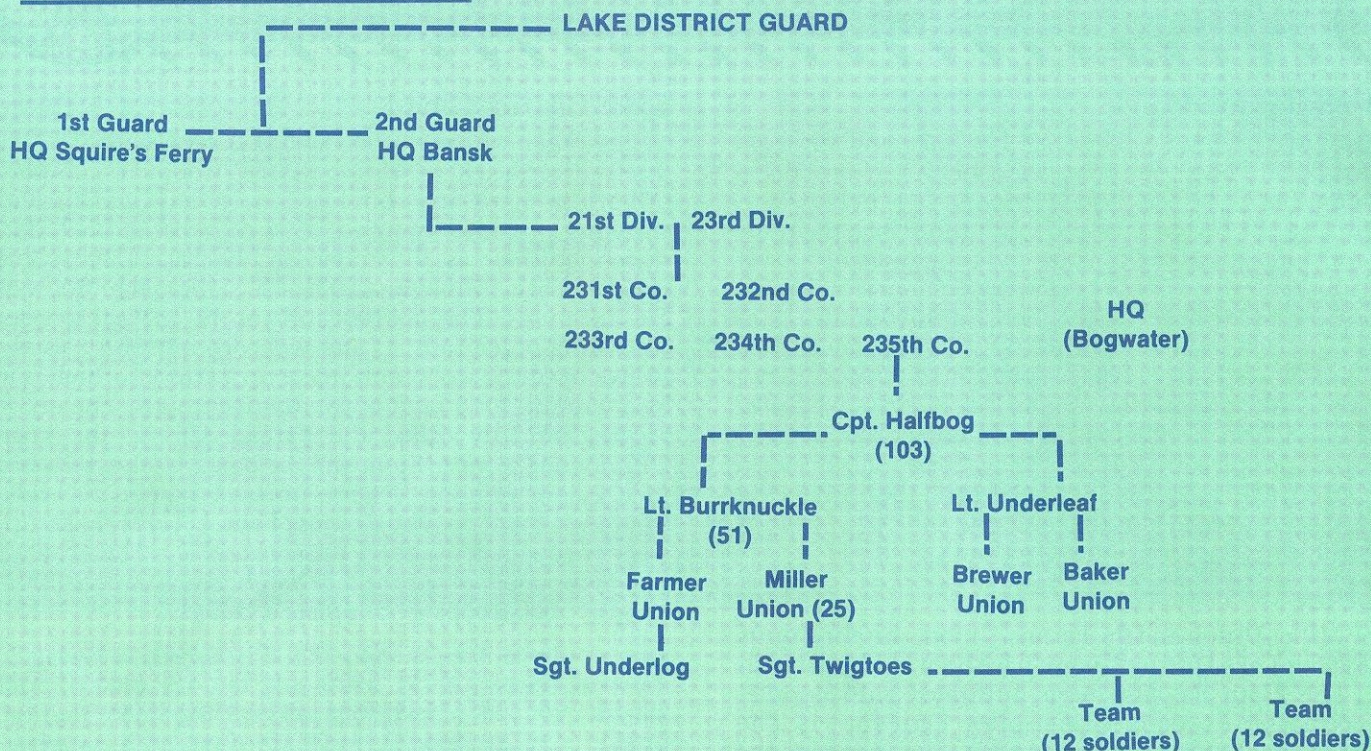 LAKE DISTRICT GUARD
1st Guard
HQ Squire's Ferry
2nd Guard
HQ Bansk
21st Div.
23rd Div.
231st Co.
232nd Co.
HQ
(Bogwater)
233rd Co.
234th Co.
235th Co.
Cpt. Halfbog
(103)
Lt. Burrknuckle
(51)
Lt. Underleaf
Farmer
Union
Miller
Union (25)
Brewer
Union
Baker
Union
Sgt. Underlog
Sgt. Twigtoes
Team
(12 soldiers)
Team
(12 soldiers)